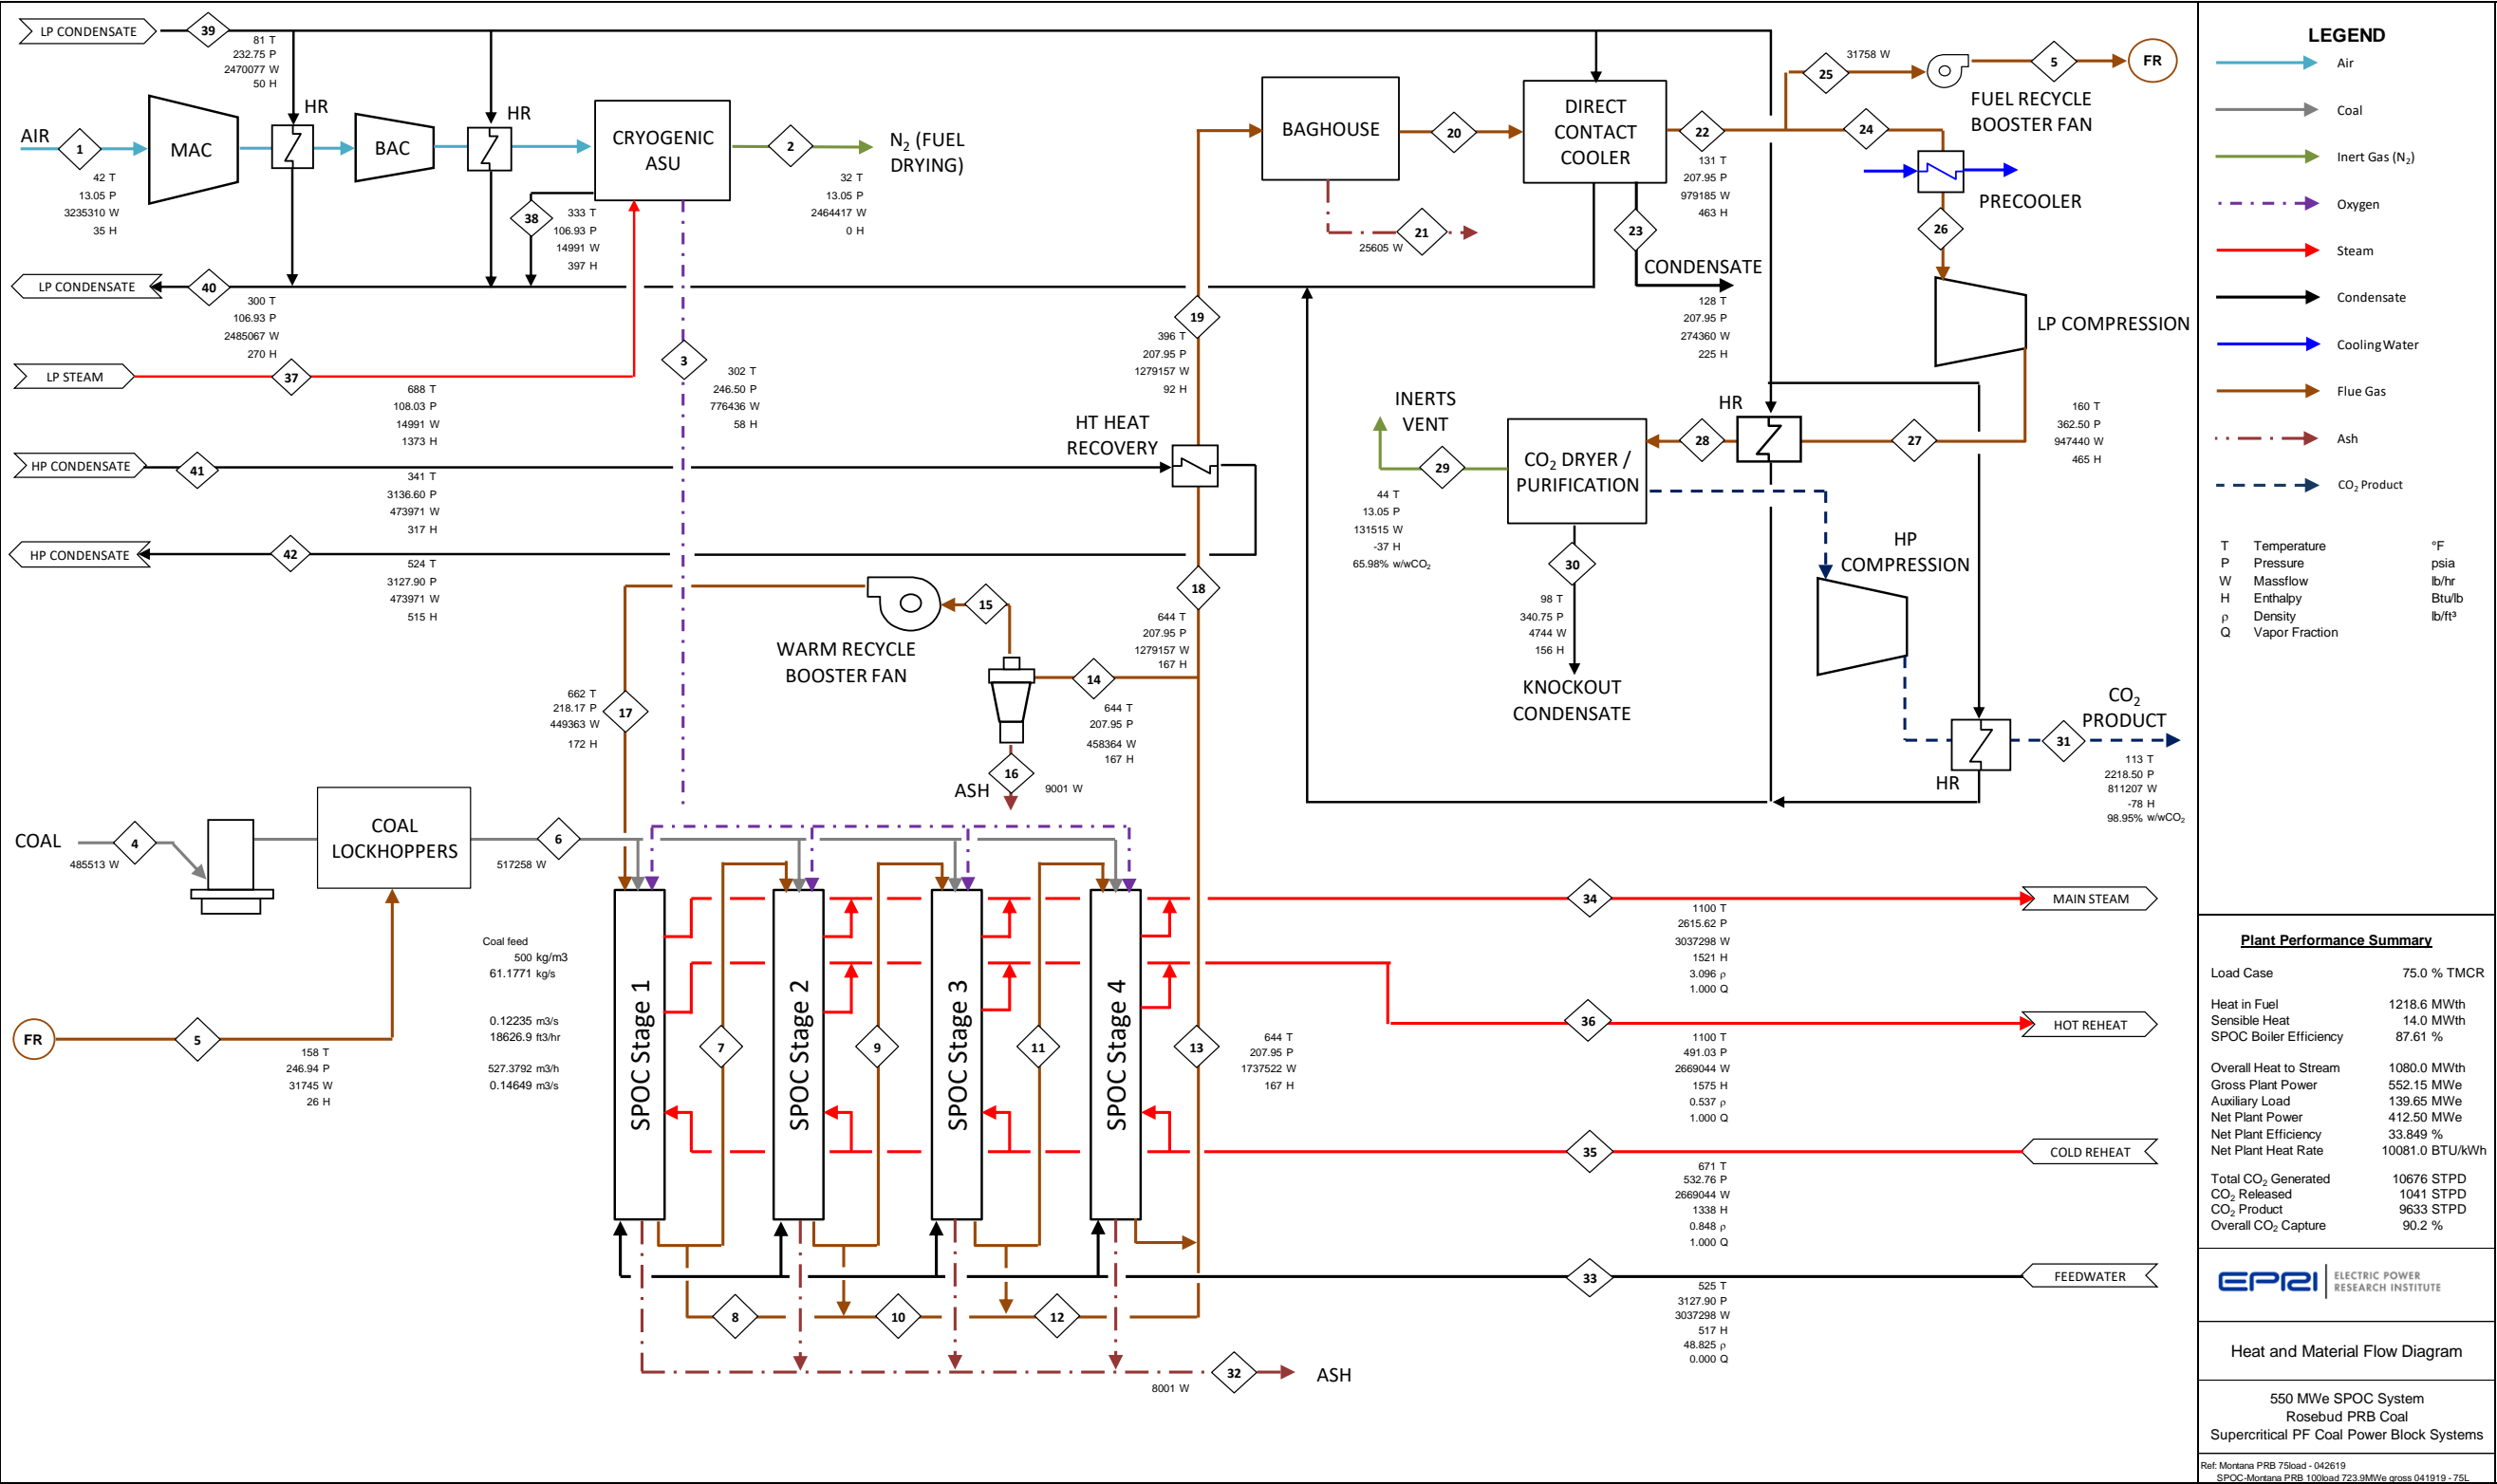 LP CONDENSATE
39
81 T
232.75 P
2470077 W
50 H
HR
HR
AIR
1
MAC
BAC
CRYOGENIC
ASU
2
N₂ (FUEL
DRYING)
42 T
13.05 P
3235310 W
35 H
32 T
13.05 P
2464417 W
0 H
38
333 T
106.93 P
14991 W
397 H
LP CONDENSATE
40
300 T
106.93 P
2485067 W
270 H
LP STEAM
37
688 T
108.03 P
14991 W
1373 H
3
302 T
246.50 P
776436 W
58 H
HP CONDENSATE
41
341 T
3136.60 P
473971 W
317 H
HP CONDENSATE
42
524 T
3127.90 P
473971 W
515 H
BAGHOUSE
20
DIRECT
CONTACT
COOLER
21
25605 W
22
131 T
207.95 P
979185 W
463 H
23
CONDENSATE
128 T
207.95 P
274360 W
225 H
25
31758 W
5
FR
FUEL RECYCLE
BOOSTER FAN
24
PRECOOLER
26
LP COMPRESSION
19
396 T
207.95 P
1279157 W
92 H
HT HEAT
RECOVERY
18
644 T
207.95 P
1279157 W
167 H
INERTS
VENT
29
44 T
13.05 P
131515 W
-37 H
65.98% w/wCO₂
CO₂ DRYER /
PURIFICATION
28
HR
27
160 T
362.50 P
947440 W
465 H
30
98 T
340.75 P
4744 W
156 H
KNOCKOUT
CONDENSATE
HP
COMPRESSION
CO₂
PRODUCT
31
HR
113 T
2218.50 P
811207 W
-78 H
98.95% w/wCO₂
15
WARM RECYCLE
BOOSTER FAN
14
644 T
207.95 P
458364 W
167 H
16
ASH
9001 W
662 T
218.17 P
449363 W
172 H
17
COAL
4
485513 W
COAL
LOCKHOPPERS
6
517258 W
Coal feed
500 kg/m3
61.1771 kg/s
0.12235 m3/s
18626.9 ft3/hr
527.3792 m3/h
0.14649 m3/s
FR
5
158 T
246.94 P
31745 W
26 H
SPOC Stage 1
7
SPOC Stage 2
9
SPOC Stage 3
11
SPOC Stage 4
13
644 T
207.95 P
1737522 W
167 H
8
10
12
32
8001 W
ASH
34
MAIN STEAM
1100 T
2615.62 P
3037298 W
1521 H
3.096 ρ
1.000 Q
36
HOT REHEAT
1100 T
491.03 P
2669044 W
1575 H
0.537 ρ
1.000 Q
35
COLD REHEAT
671 T
532.76 P
2669044 W
1338 H
0.848 ρ
1.000 Q
33
FEEDWATER
525 T
3127.90 P
3037298 W
517 H
48.825 ρ
0.000 Q
LEGEND
Air
Coal
Inert Gas (N₂)
Oxygen
Steam
Condensate
Cooling Water
Flue Gas
Ash
CO₂ Product
T Temperature °F
P Pressure psia
W Massflow lb/hr
H Enthalpy Btu/lb
ρ Density lb/ft³
Q Vapor Fraction
Plant Performance Summary
Load Case 75.0 % TMCR
Heat in Fuel 1218.6 MWth
Sensible Heat 14.0 MWth
SPOC Boiler Efficiency 87.61 %
Overall Heat to Stream 1080.0 MWth
Gross Plant Power 552.15 MWe
Auxiliary Load 139.65 MWe
Net Plant Power 412.50 MWe
Net Plant Efficiency 33.849 %
Net Plant Heat Rate 10081.0 BTU/kWh
Total CO₂ Generated 10676 STPD
CO₂ Released 1041 STPD
CO₂ Product 9633 STPD
Overall CO₂ Capture 90.2 %
EPRI
ELECTRIC POWER
RESEARCH INSTITUTE
Heat and Material Flow Diagram
550 MWe SPOC System
Rosebud PRB Coal
Supercritical PF Coal Power Block Systems
Ref: Montana PRB 75load - 042619
SPOC-Montana PRB 100load 723.9MWe gross 041919 - 75L